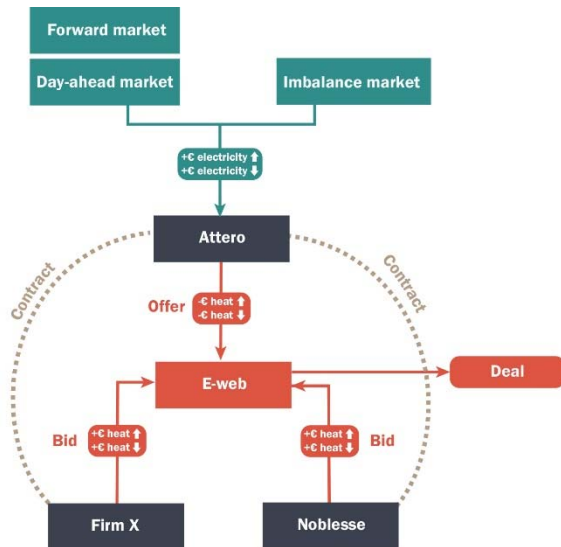 Forward market
Day-ahead market
Imbalance market
+€ electricity ⬆
+€ electricity ⬇
Attero
Contract
Contract
Offer
-€ heat ⬆
-€ heat ⬇
E-web
Deal
Bid
+€ heat ⬆
+€ heat ⬇
+€ heat ⬆
+€ heat ⬇
Bid
Firm X
Noblesse